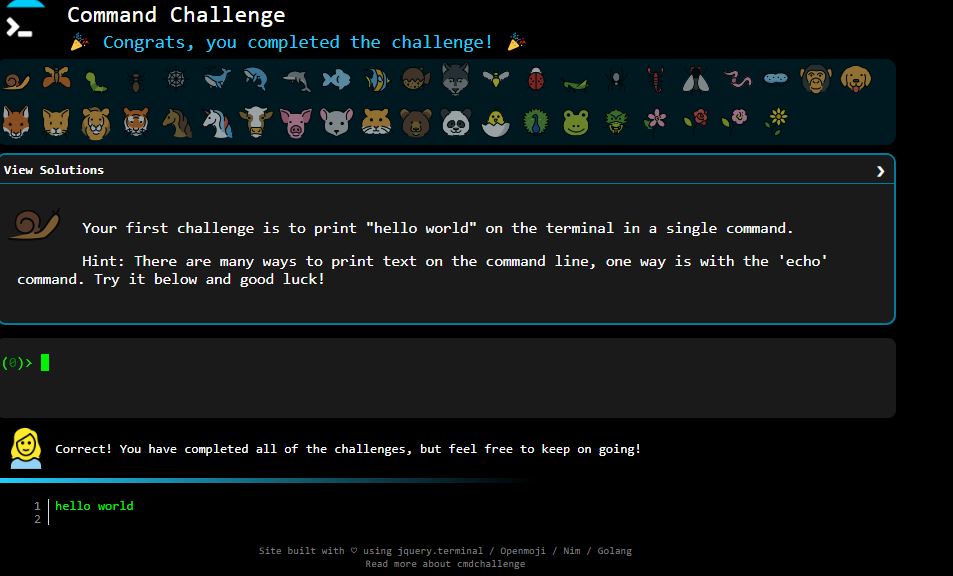 Command Challenge
🎉 Congrats, you completed the challenge! 🎉
View Solutions ❯
Your first challenge is to print "hello world" on the terminal in a single command.
Hint: There are many ways to print text on the command line, one way is with the 'echo'
command. Try it below and good luck!
(0)>
Correct! You have completed all of the challenges, but feel free to keep on going!
1 hello world
2
Site built with ♡ using jquery.terminal / Openmoji / Nim / Golang
Read more about cmdchallenge